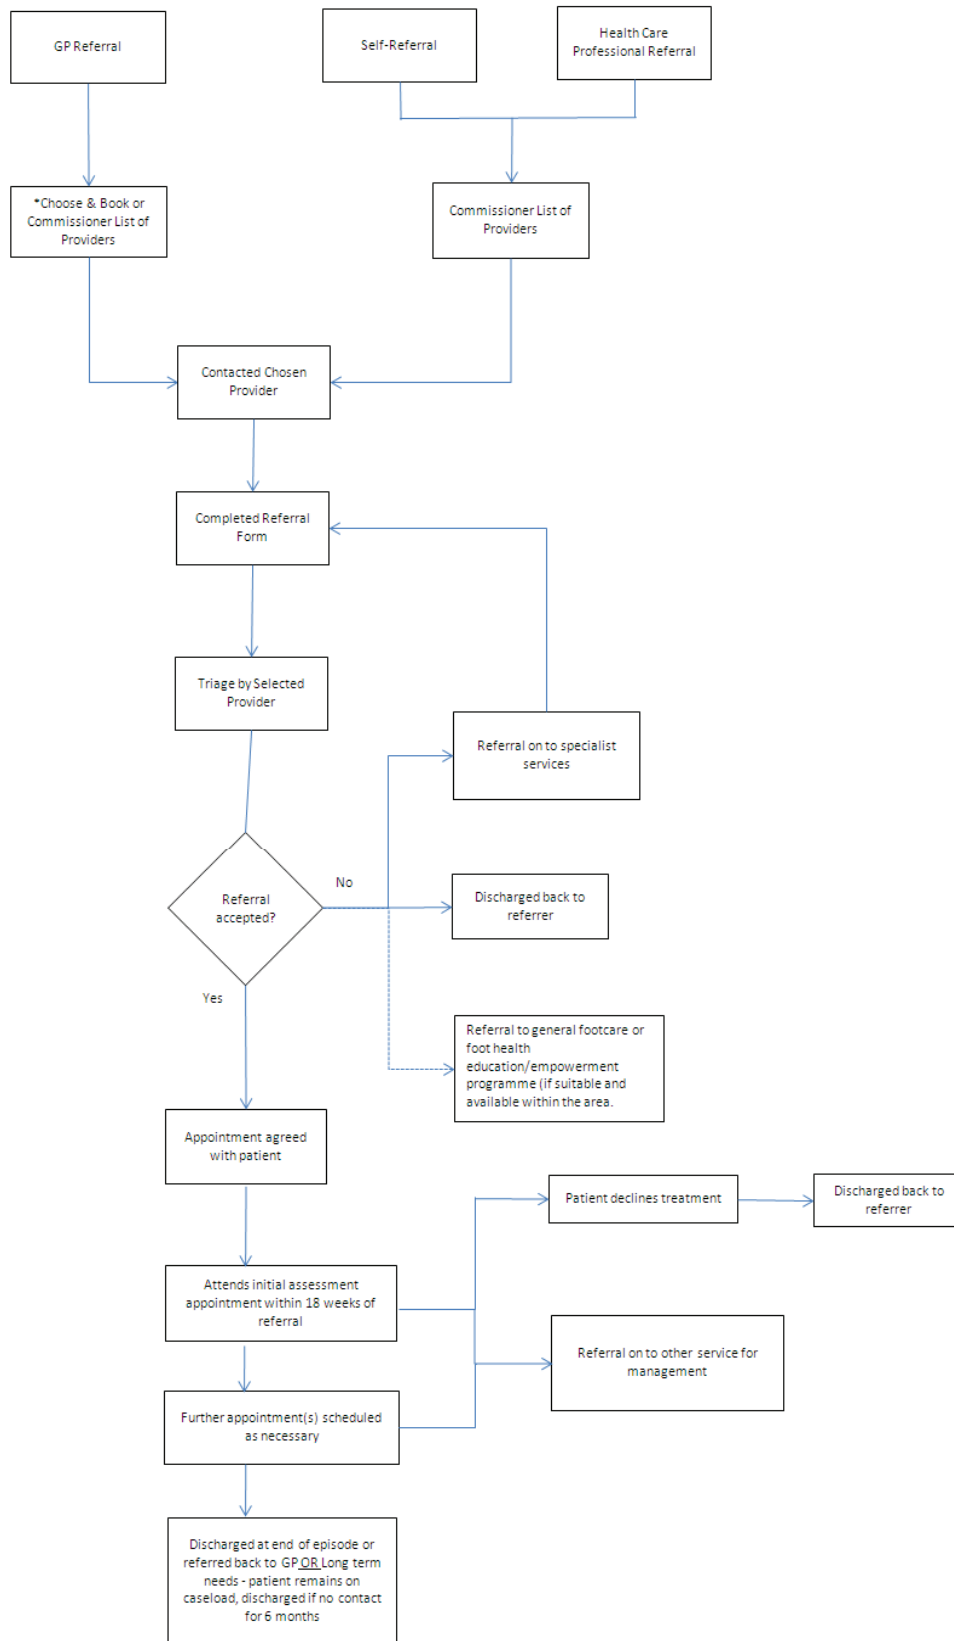 GP Referral
Self-Referral
Health Care
Professional Referral
*Choose & Book or
Commissioner List of
Providers
Commissioner List of
Providers
Contacted Chosen
Provider
Completed Referral
Form
Triage by Selected
Provider
Referral on to specialist
services
Referral
accepted?
No
Discharged back to
referrer
Yes
Referral to general footcare or
foot health
education/empowerment
programme (if suitable and
available within the area.
Appointment agreed
with patient
Patient declines treatment
Discharged back to
referrer
Attends initial assessment
appointment within 18 weeks of
referral
Referral on to other service for
management
Further appointment(s) scheduled
as necessary
Discharged at end of episode or
referred back to GP OR Long term
needs - patient remains on
caseload, discharged if no contact
for 6 months